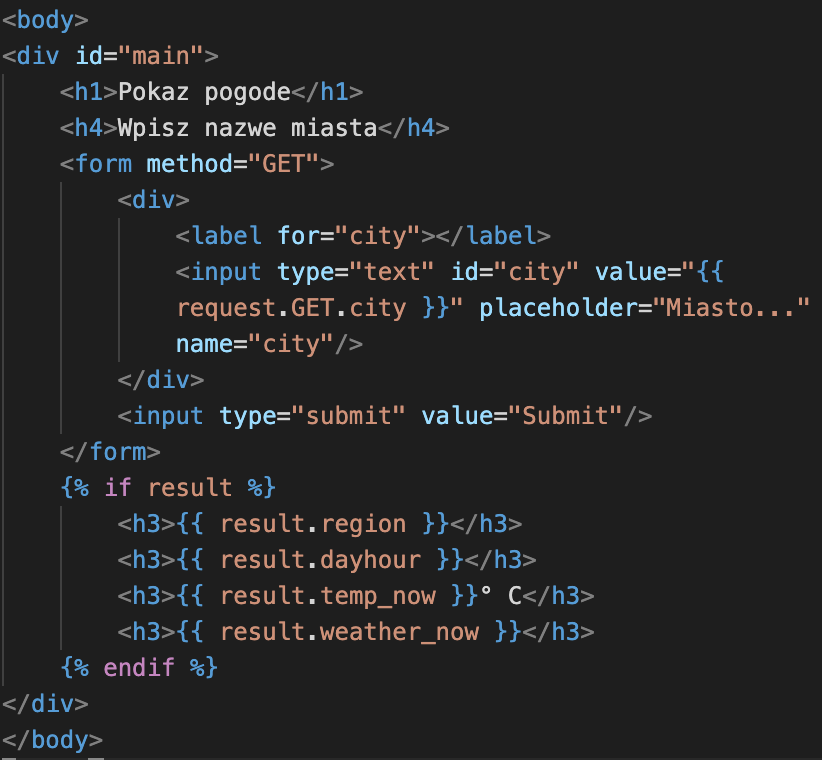 <body>
<div id="main">
    <h1>Pokaz pogode</h1>
    <h4>Wpisz nazwe miasta</h4>
    <form method="GET">
        <div>
            <label for="city"></label>
            <input type="text" id="city" value="{{
            request.GET.city }}" placeholder="Miasto..."
            name="city"/>
        </div>
        <input type="submit" value="Submit"/>
    </form>
    {% if result %}
        <h3>{{ result.region }}</h3>
        <h3>{{ result.dayhour }}</h3>
        <h3>{{ result.temp_now }}° C</h3>
        <h3>{{ result.weather_now }}</h3>
    {% endif %}
</div>
</body>